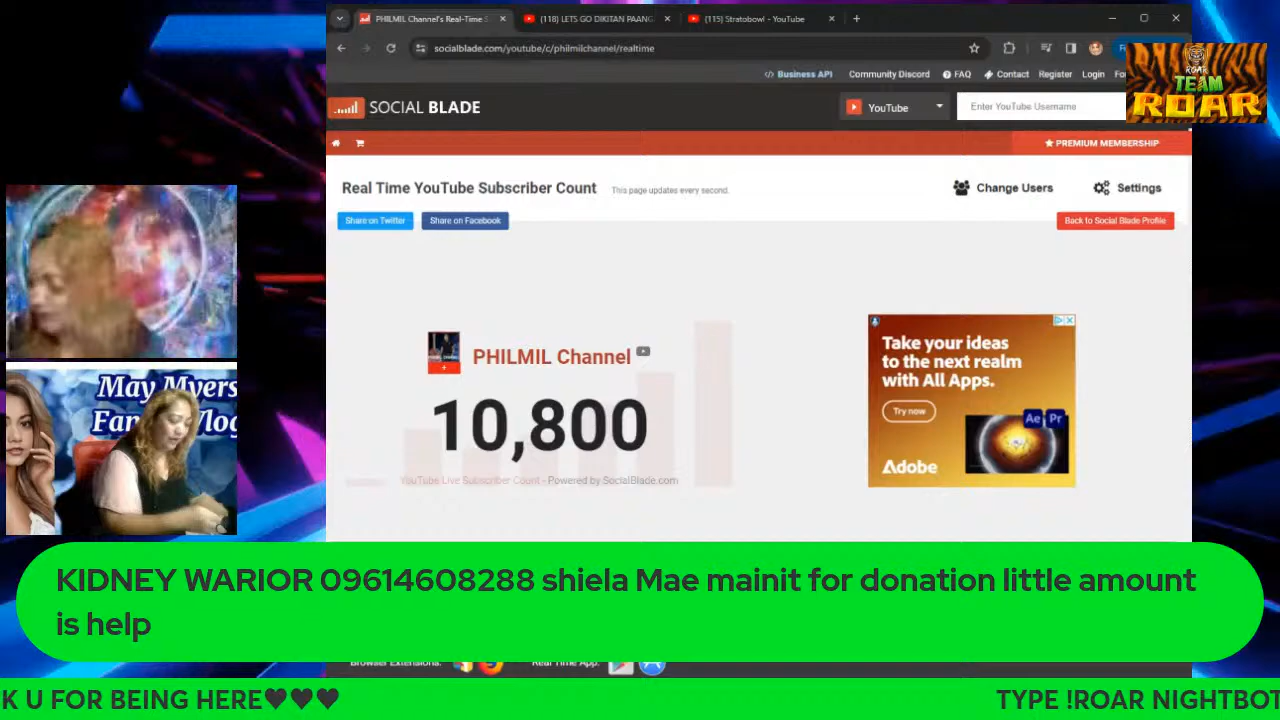 PHILMIL Channel's Real-Time S
(118) LETS GO DIKITAN PAANG
(115) Stratobowl - YouTube
socialblade.com/youtube/c/philmilchannel/realtime
Business API
Community Discord
FAQ
Contact
Register
Login
ROAR
TEAM
ROAR
SOCIAL BLADE
YouTube
Enter YouTube Username
PREMIUM MEMBERSHIP
Real Time YouTube Subscriber Count
This page updates every second.
Change Users
Settings
Share on Twitter
Share on Facebook
Back to Social Blade Profile
PHILMIL Channel
10,800
YouTube Live Subscriber Count - Powered by SocialBlade.com
Take your ideas
to the next realm
with All Apps.
Try now
Ae Pr
Adobe
May Myers
KIDNEY WARIOR 09614608288 shiela Mae mainit for donation little amount
is help
Browser Extensions:
Real Time App:
K U FOR BEING HERE♥♥♥
TYPE !ROAR NIGHTBOT